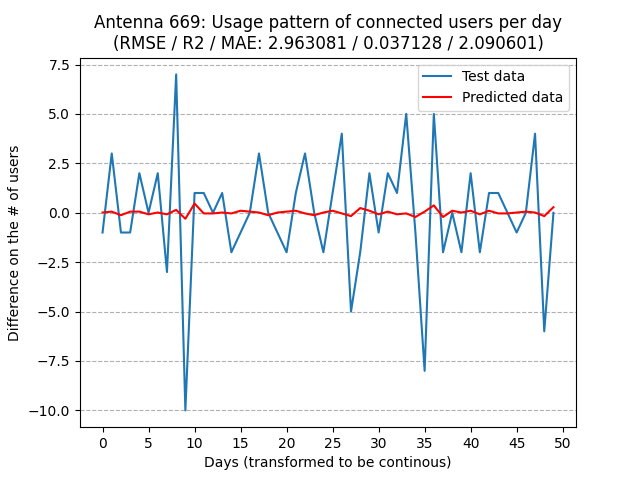 Antenna 669: Usage pattern of connected users per day
(RMSE / R2 / MAE: 2.963081 / 0.037128 / 2.090601)
Test data
Predicted data
7.5
5.0
2.5
0.0
−2.5
−5.0
−7.5
−10.0
Difference on the # of users
0 5 10 15 20 25 30 35 40 45 50
Days (transformed to be continous)